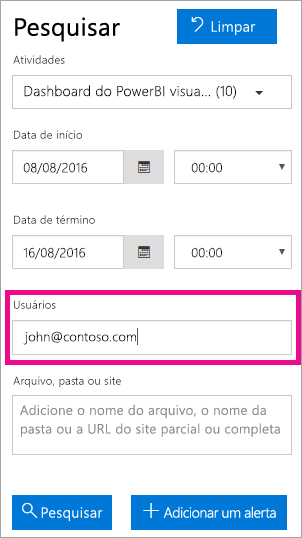 Pesquisar
Limpar
Atividades
Dashboard do PowerBI visua... (10)
Data de início
08/08/2016 00:00
Data de término
16/08/2016 00:00
Usuários
john@contoso.com
Arquivo, pasta ou site
Adicione o nome do arquivo, o nome da
pasta ou a URL do site parcial ou completa
Pesquisar
Adicionar um alerta